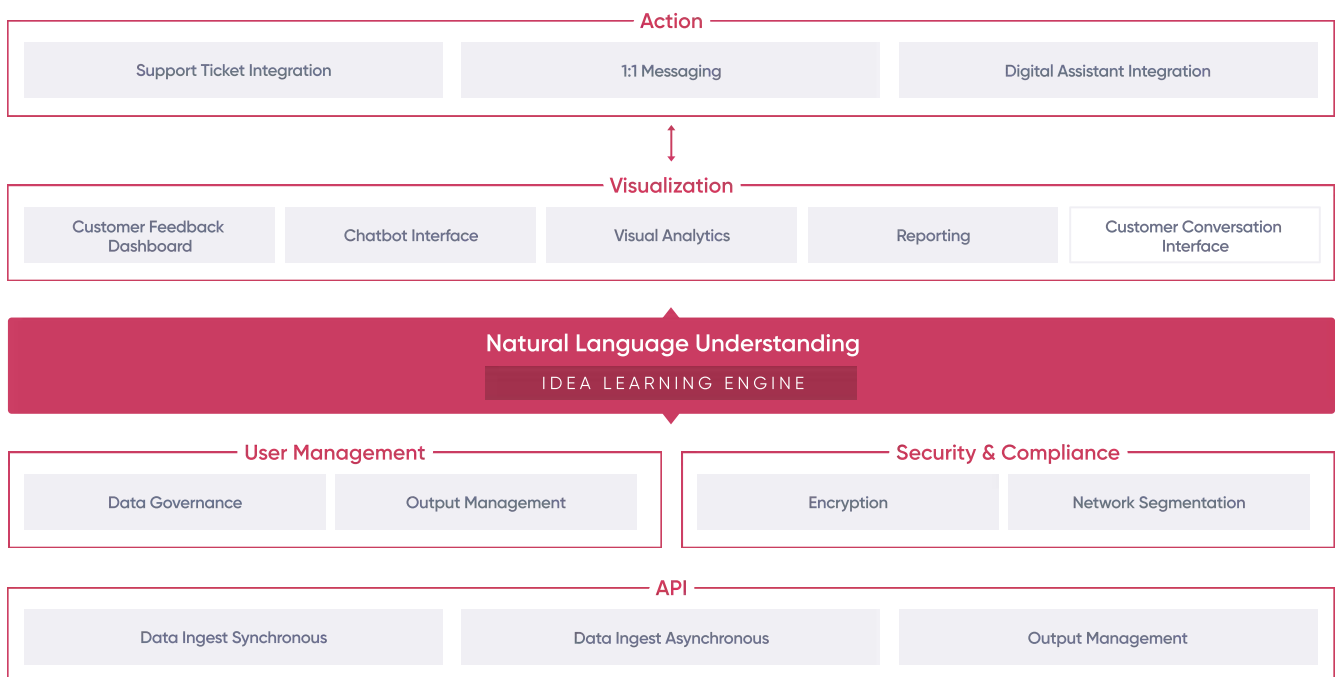 Action
Support Ticket Integration
1:1 Messaging
Digital Assistant Integration
Visualization
Customer Feedback
Dashboard
Chatbot Interface
Visual Analytics
Reporting
Customer Conversation
Interface
Natural Language Understanding
IDEA LEARNING ENGINE
User Management
Data Governance
Output Management
Security & Compliance
Encryption
Network Segmentation
API
Data Ingest Synchronous
Data Ingest Asynchronous
Output Management